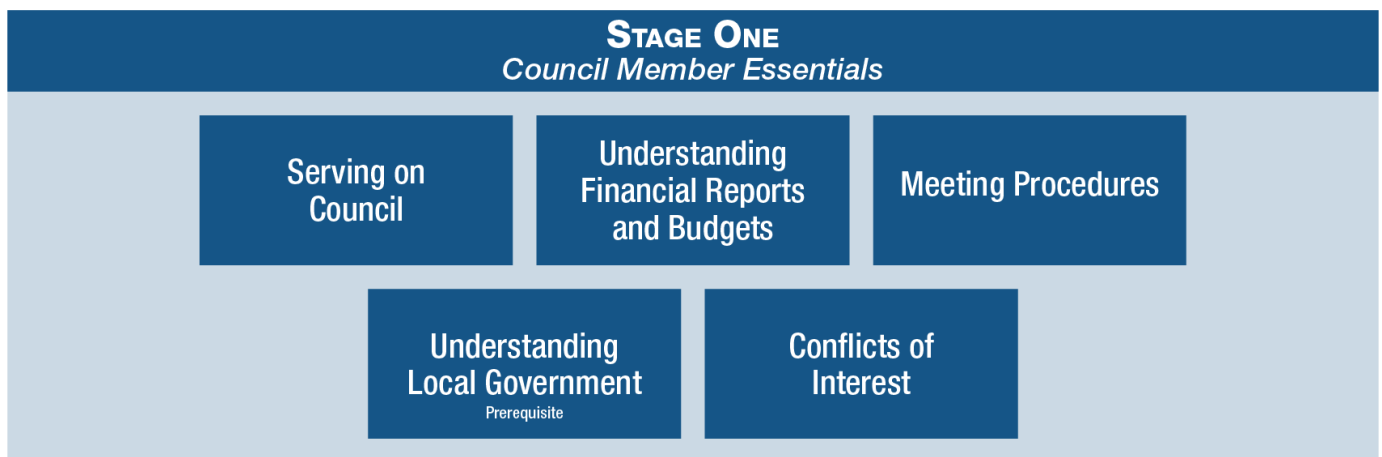 STAGE ONE
Council Member Essentials
Serving on
Council
Understanding
Financial Reports
and Budgets
Meeting Procedures
Understanding
Local Government
Prerequisite
Conflicts of
Interest